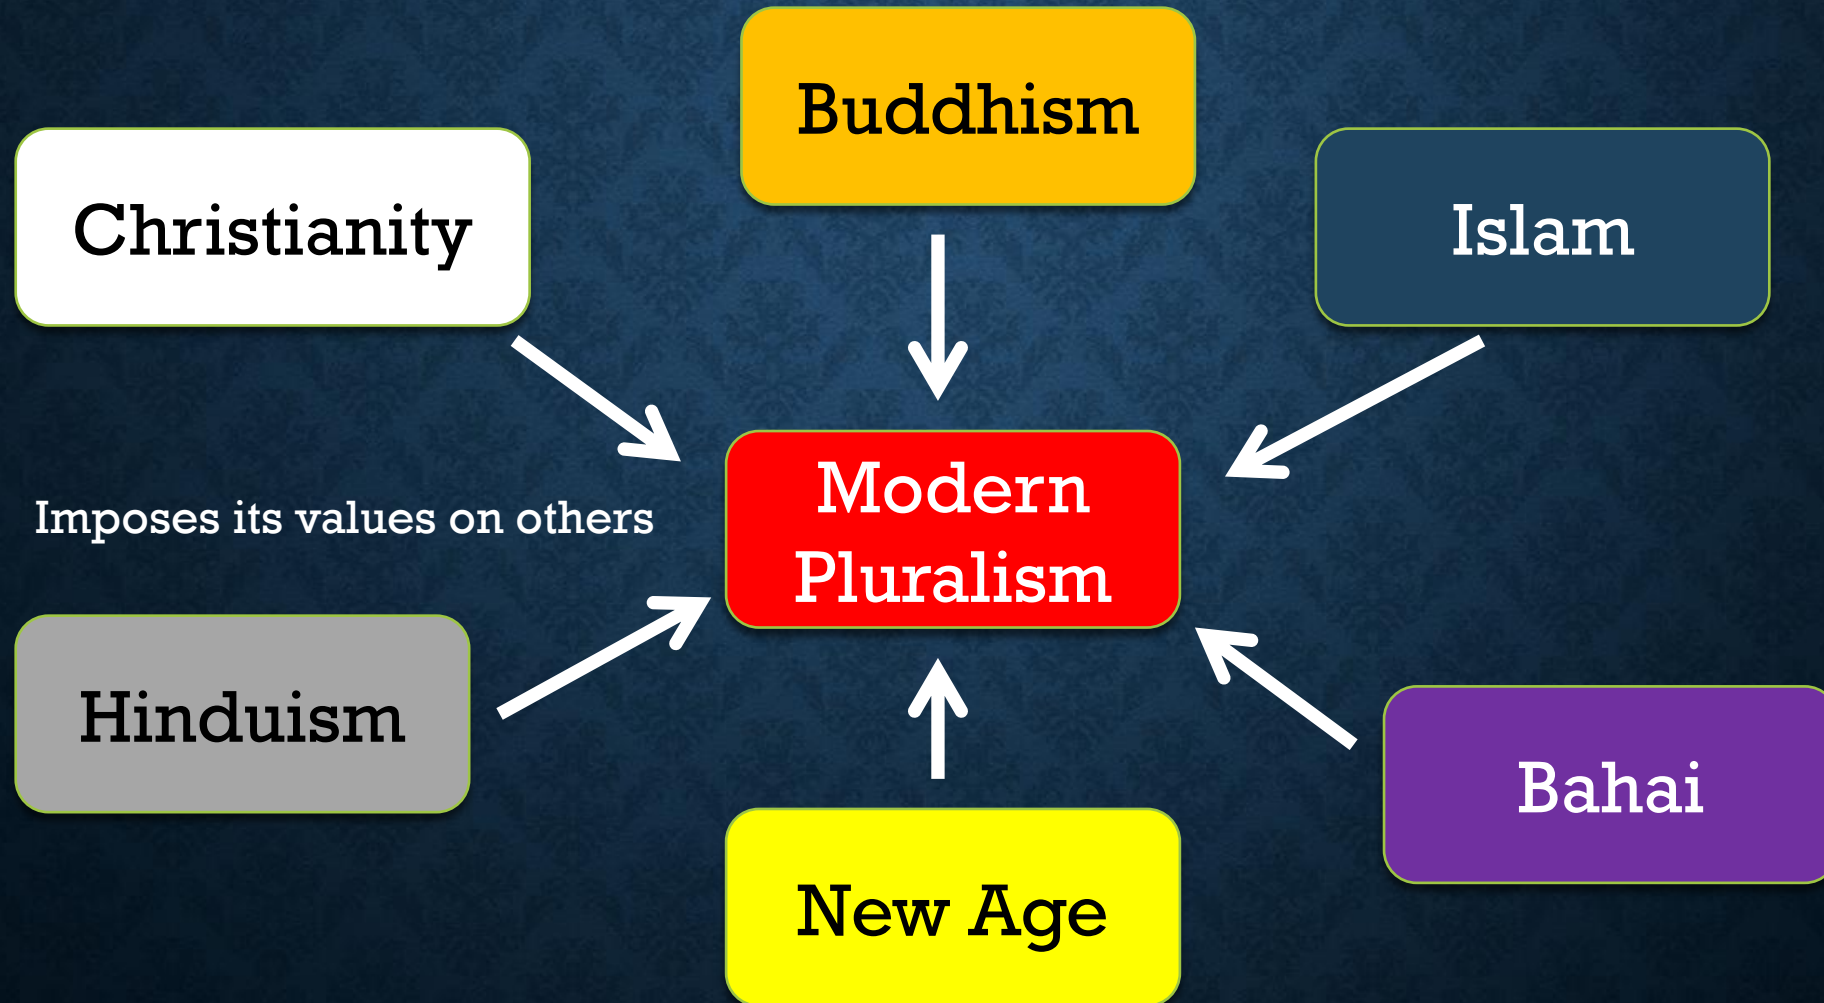 Buddhism
Christianity
Islam
Modern
Pluralism
Imposes its values on others
Hinduism
Bahai
New Age